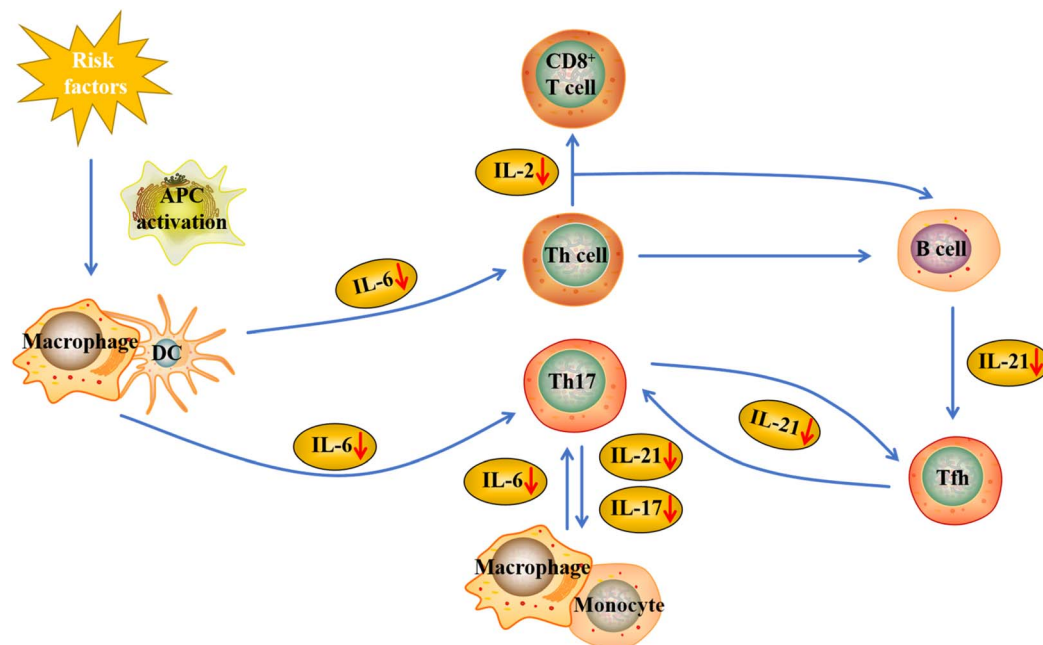 Risk
factors
CD8⁺
T cell
IL-2
APC
activation
Th cell
B cell
IL-6
Macrophage
DC
Th17
IL-21
IL-21
IL-6
IL-21
IL-6
IL-17
Tfh
Macrophage
Monocyte